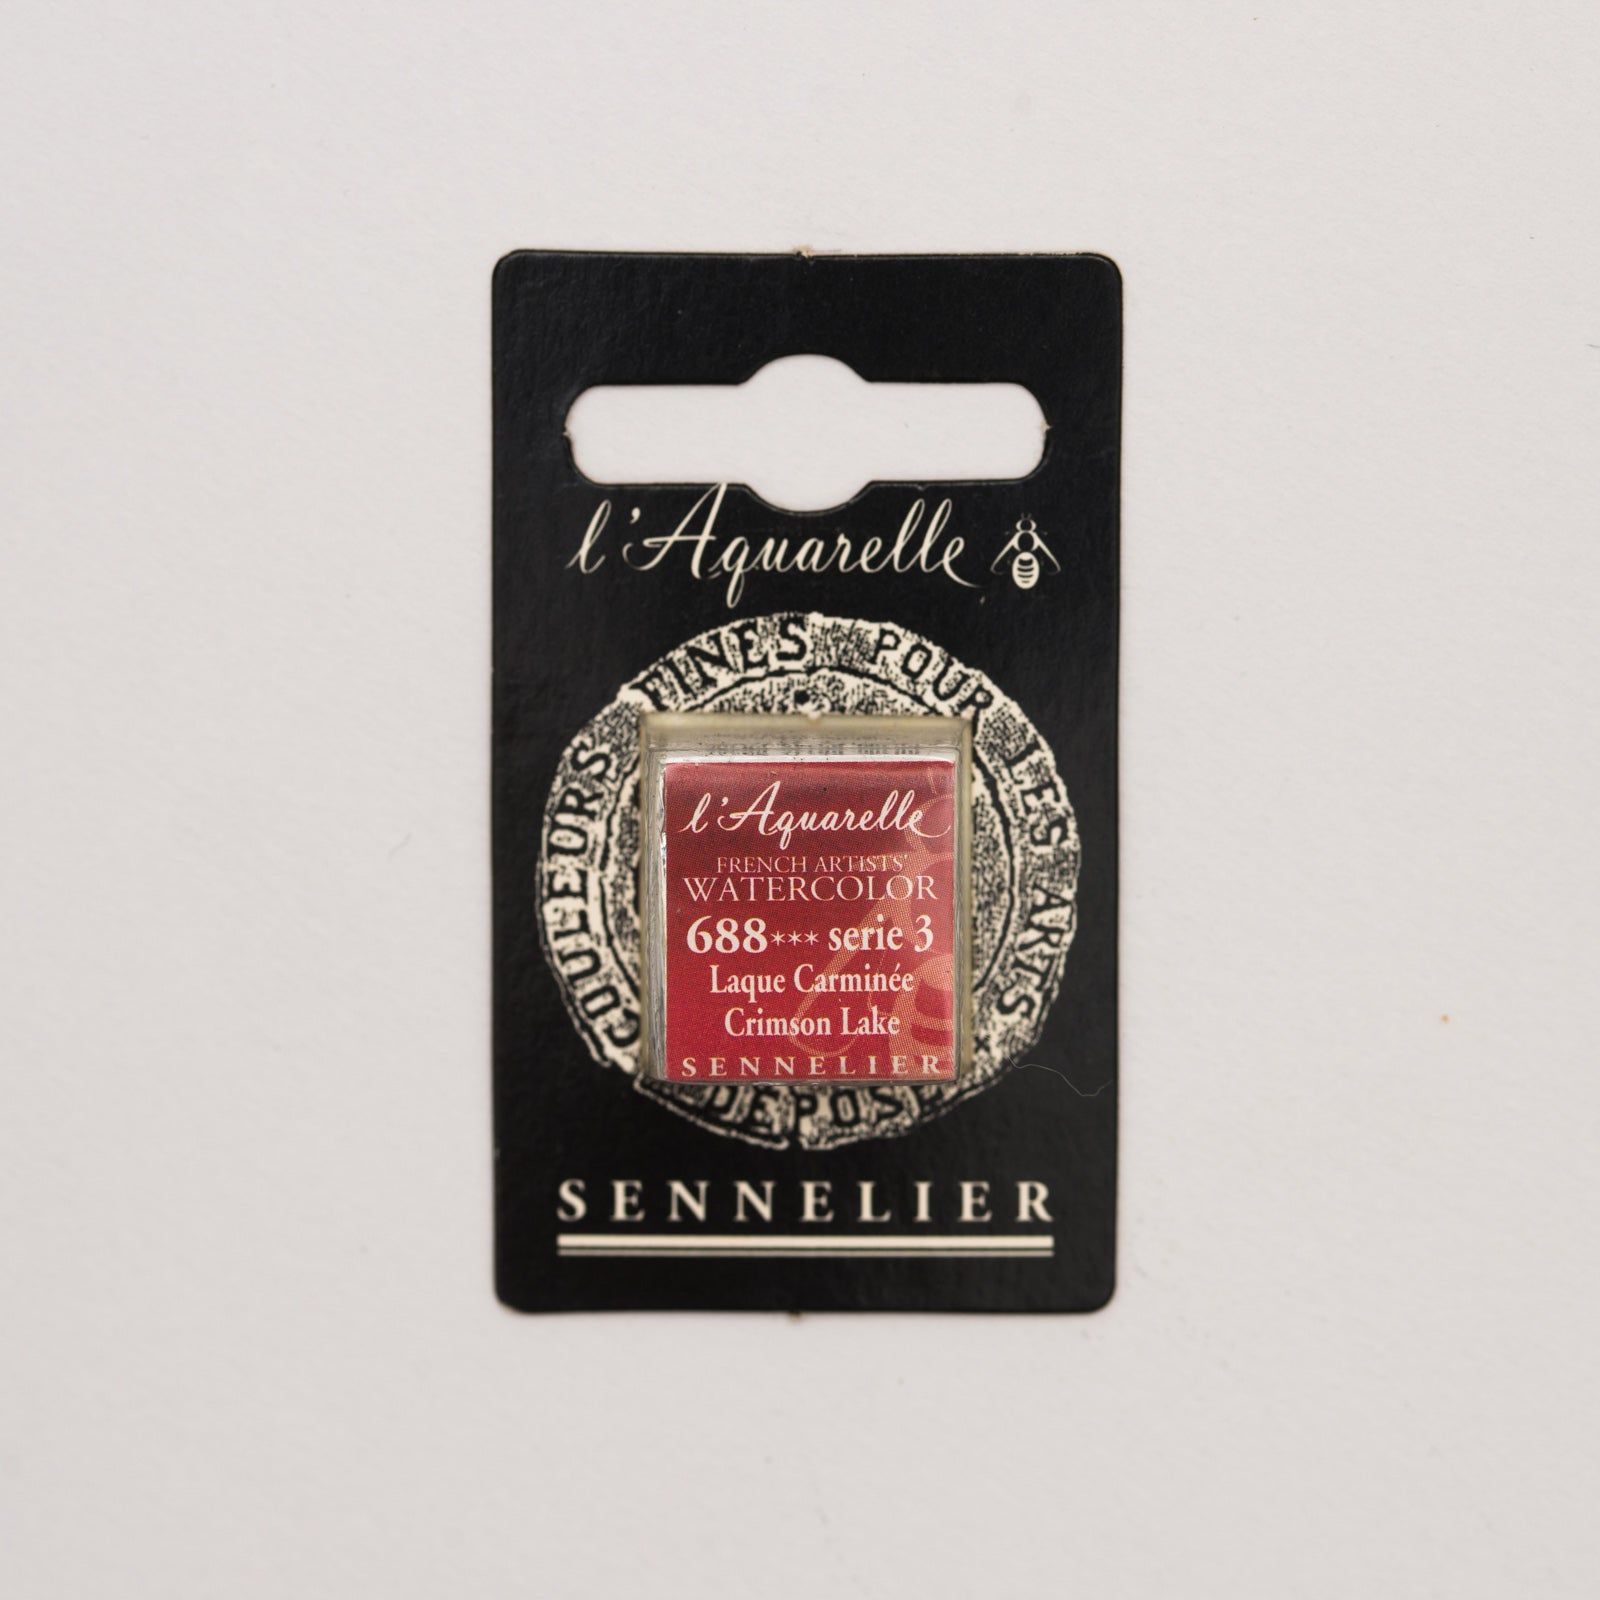 l'Aquarelle
COULEURS FINES POUR LES ARTS
DÉPOSÉ
l'Aquarelle
FRENCH ARTISTS'
WATERCOLOR
688*** serie 3
Laque Carminée
Crimson Lake
SENNELIER
SENNELIER